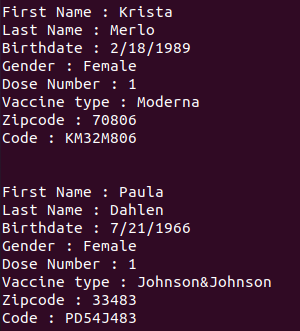 First Name : Krista
Last Name : Merlo
Birthdate : 2/18/1989
Gender : Female
Dose Number : 1
Vaccine type : Moderna
Zipcode : 70806
Code : KM32M806
First Name : Paula
Last Name : Dahlen
Birthdate : 7/21/1966
Gender : Female
Dose Number : 1
Vaccine type : Johnson&Johnson
Zipcode : 33483
Code : PD54J483